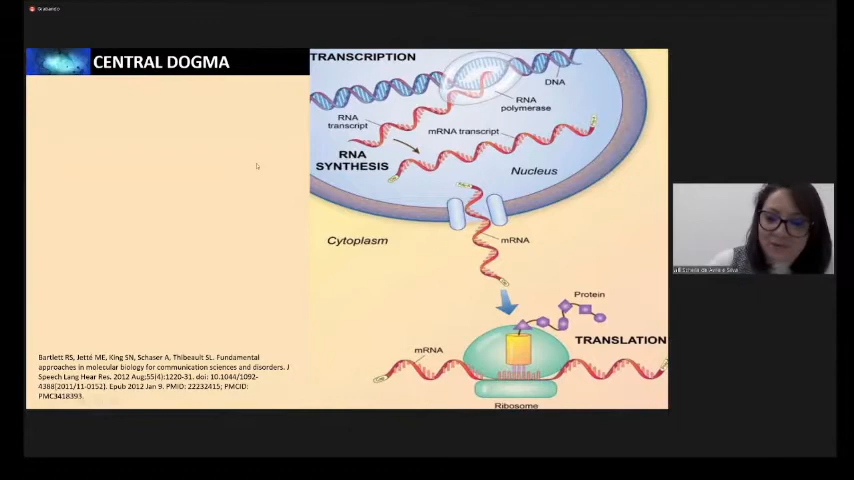 Grabando
CENTRAL DOGMA
TRANSCRIPTION
DNA
RNA
polymerase
RNA
transcript
mRNA transcript
RNA
SYNTHESIS
Nucleus
Cytoplasm
mRNA
Protein
TRANSLATION
mRNA
Ribosome
Bartlett RS, Jetté ME, King SN, Schaser A, Thibeault SL. Fundamental
approaches in molecular biology for communication sciences and disorders. J
Speech Lang Hear Res. 2012 Aug;55(4):1220-31. doi: 10.1044/1092-
4388(2011/11-0152). Epub 2012 Jan 9. PMID: 22232415; PMCID:
PMC3418393.